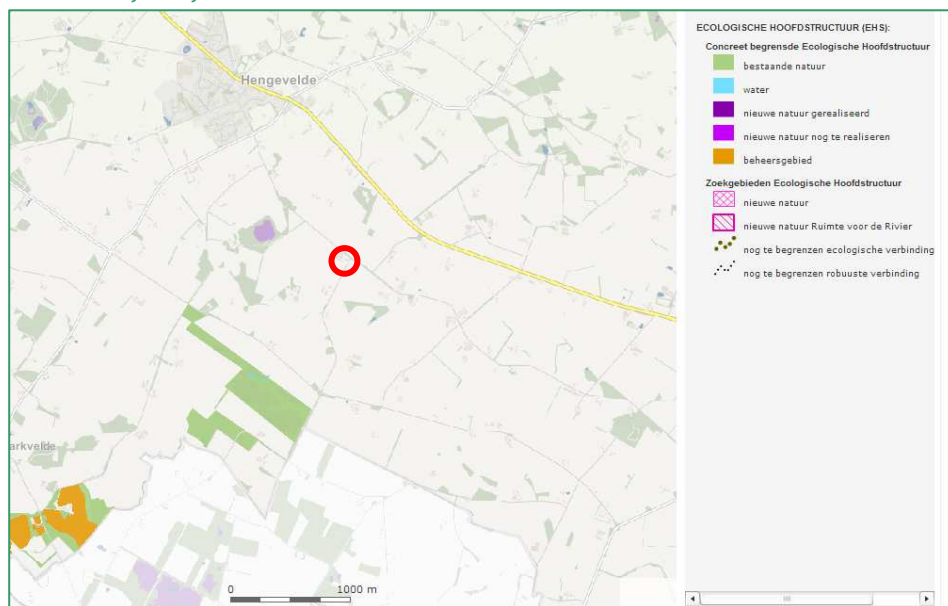 Hengevelde
arkvelde
0 1000 m
ECOLOGISCHE HOOFDSTRUCTUUR (EHS):
Concreet begrensde Ecologische Hoofdstructuur
bestaande natuur
water
nieuwe natuur gerealiseerd
nieuwe natuur nog te realiseren
beheersgebied
Zoekgebieden Ecologische Hoofdstructuur
nieuwe natuur
nieuwe natuur Ruimte voor de Rivier
nog te begrenzen ecologische verbinding
nog te begrenzen robuuste verbinding